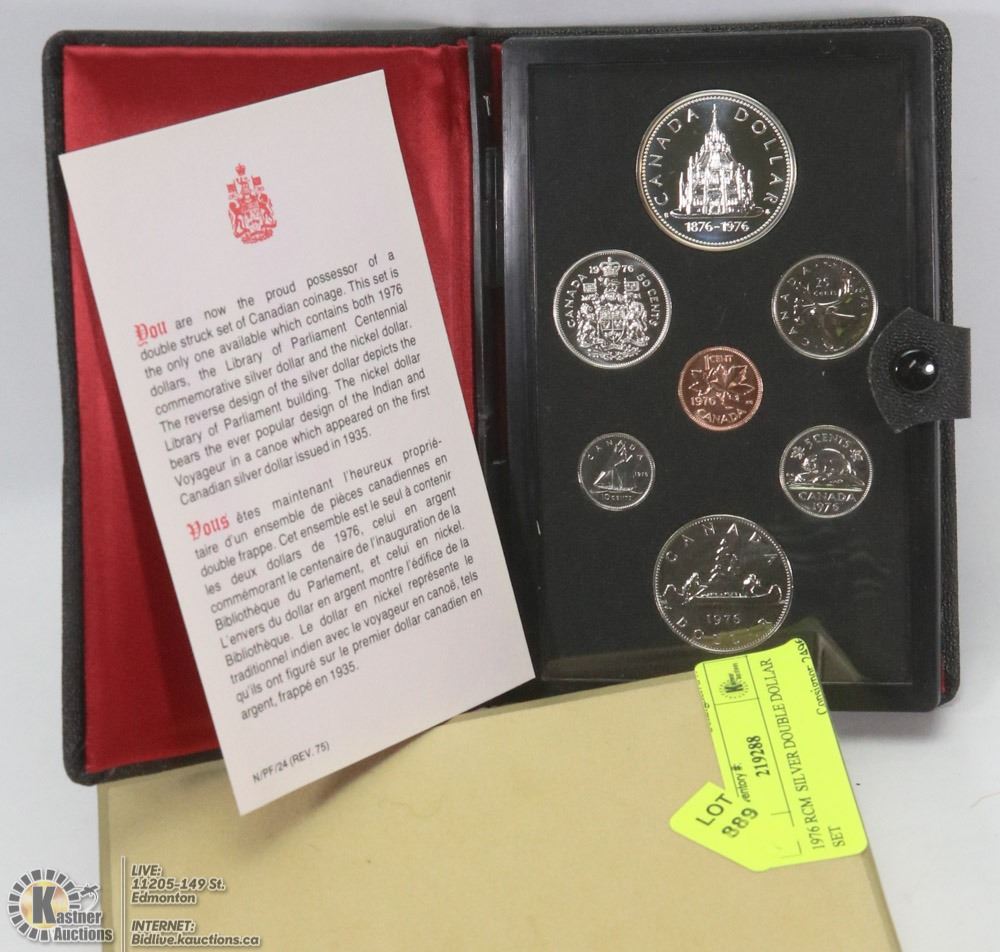 You are now the proud possessor of a
double struck set of Canadian coinage. This set is
the only one available which contains both 1976
dollars, the Library of Parliament Centennial
commemorative silver dollar and the nickel dollar.
The reverse design of the silver dollar depicts the
Library of Parliament building. The nickel dollar
bears the ever popular design of the Indian and
Voyageur in a canoe which appeared on the first
Canadian silver dollar issued in 1935.
Vous êtes maintenant l'heureux proprié-
taire d'un ensemble de pièces canadiennes en
double frappe. Cet ensemble est le seul à contenir
les deux dollars de 1976, celui en argent
commémorant le centenaire de l'inauguration de la
Bibliothèque du Parlement, et celui en nickel.
L'envers du dollar en argent montre l'édifice de la
Bibliothèque. Le dollar en nickel représente le
traditionnel indien avec le voyageur en canoë, tels
qu'ils ont figuré sur le premier dollar canadien en
argent, frappé en 1935.
N/PF/24 (REV. 75)
CANADA DOLLAR
1876-1976
1976
CANADA 50 CENTS
CANADA
25
CENTS
1976
1 CENT
1976
CANADA
CANADA
1976
10 CENTS
5 CENTS
CANADA
1976
CANADA
1976
DOLLAR
LOT
889
219288
1976 RCM SILVER DOUBLE DOLLAR
SET
Kastner
Auctions
LIVE:
11205-149 St.
Edmonton
INTERNET:
Bidlive.kauctions.ca